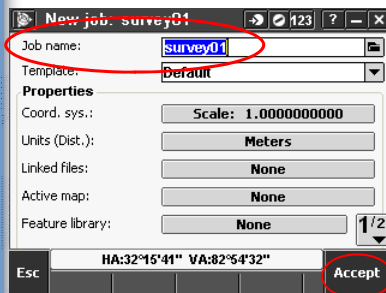 New job: survey01 123 ? – X
Job name: survey01
Template: Default
Properties
Coord. sys.: Scale: 1.0000000000
Units (Dist.): Meters
Linked files: None
Active map: None
Feature library: None 1/2
HA:32°15'41" VA:82°54'32"
Esc Accept